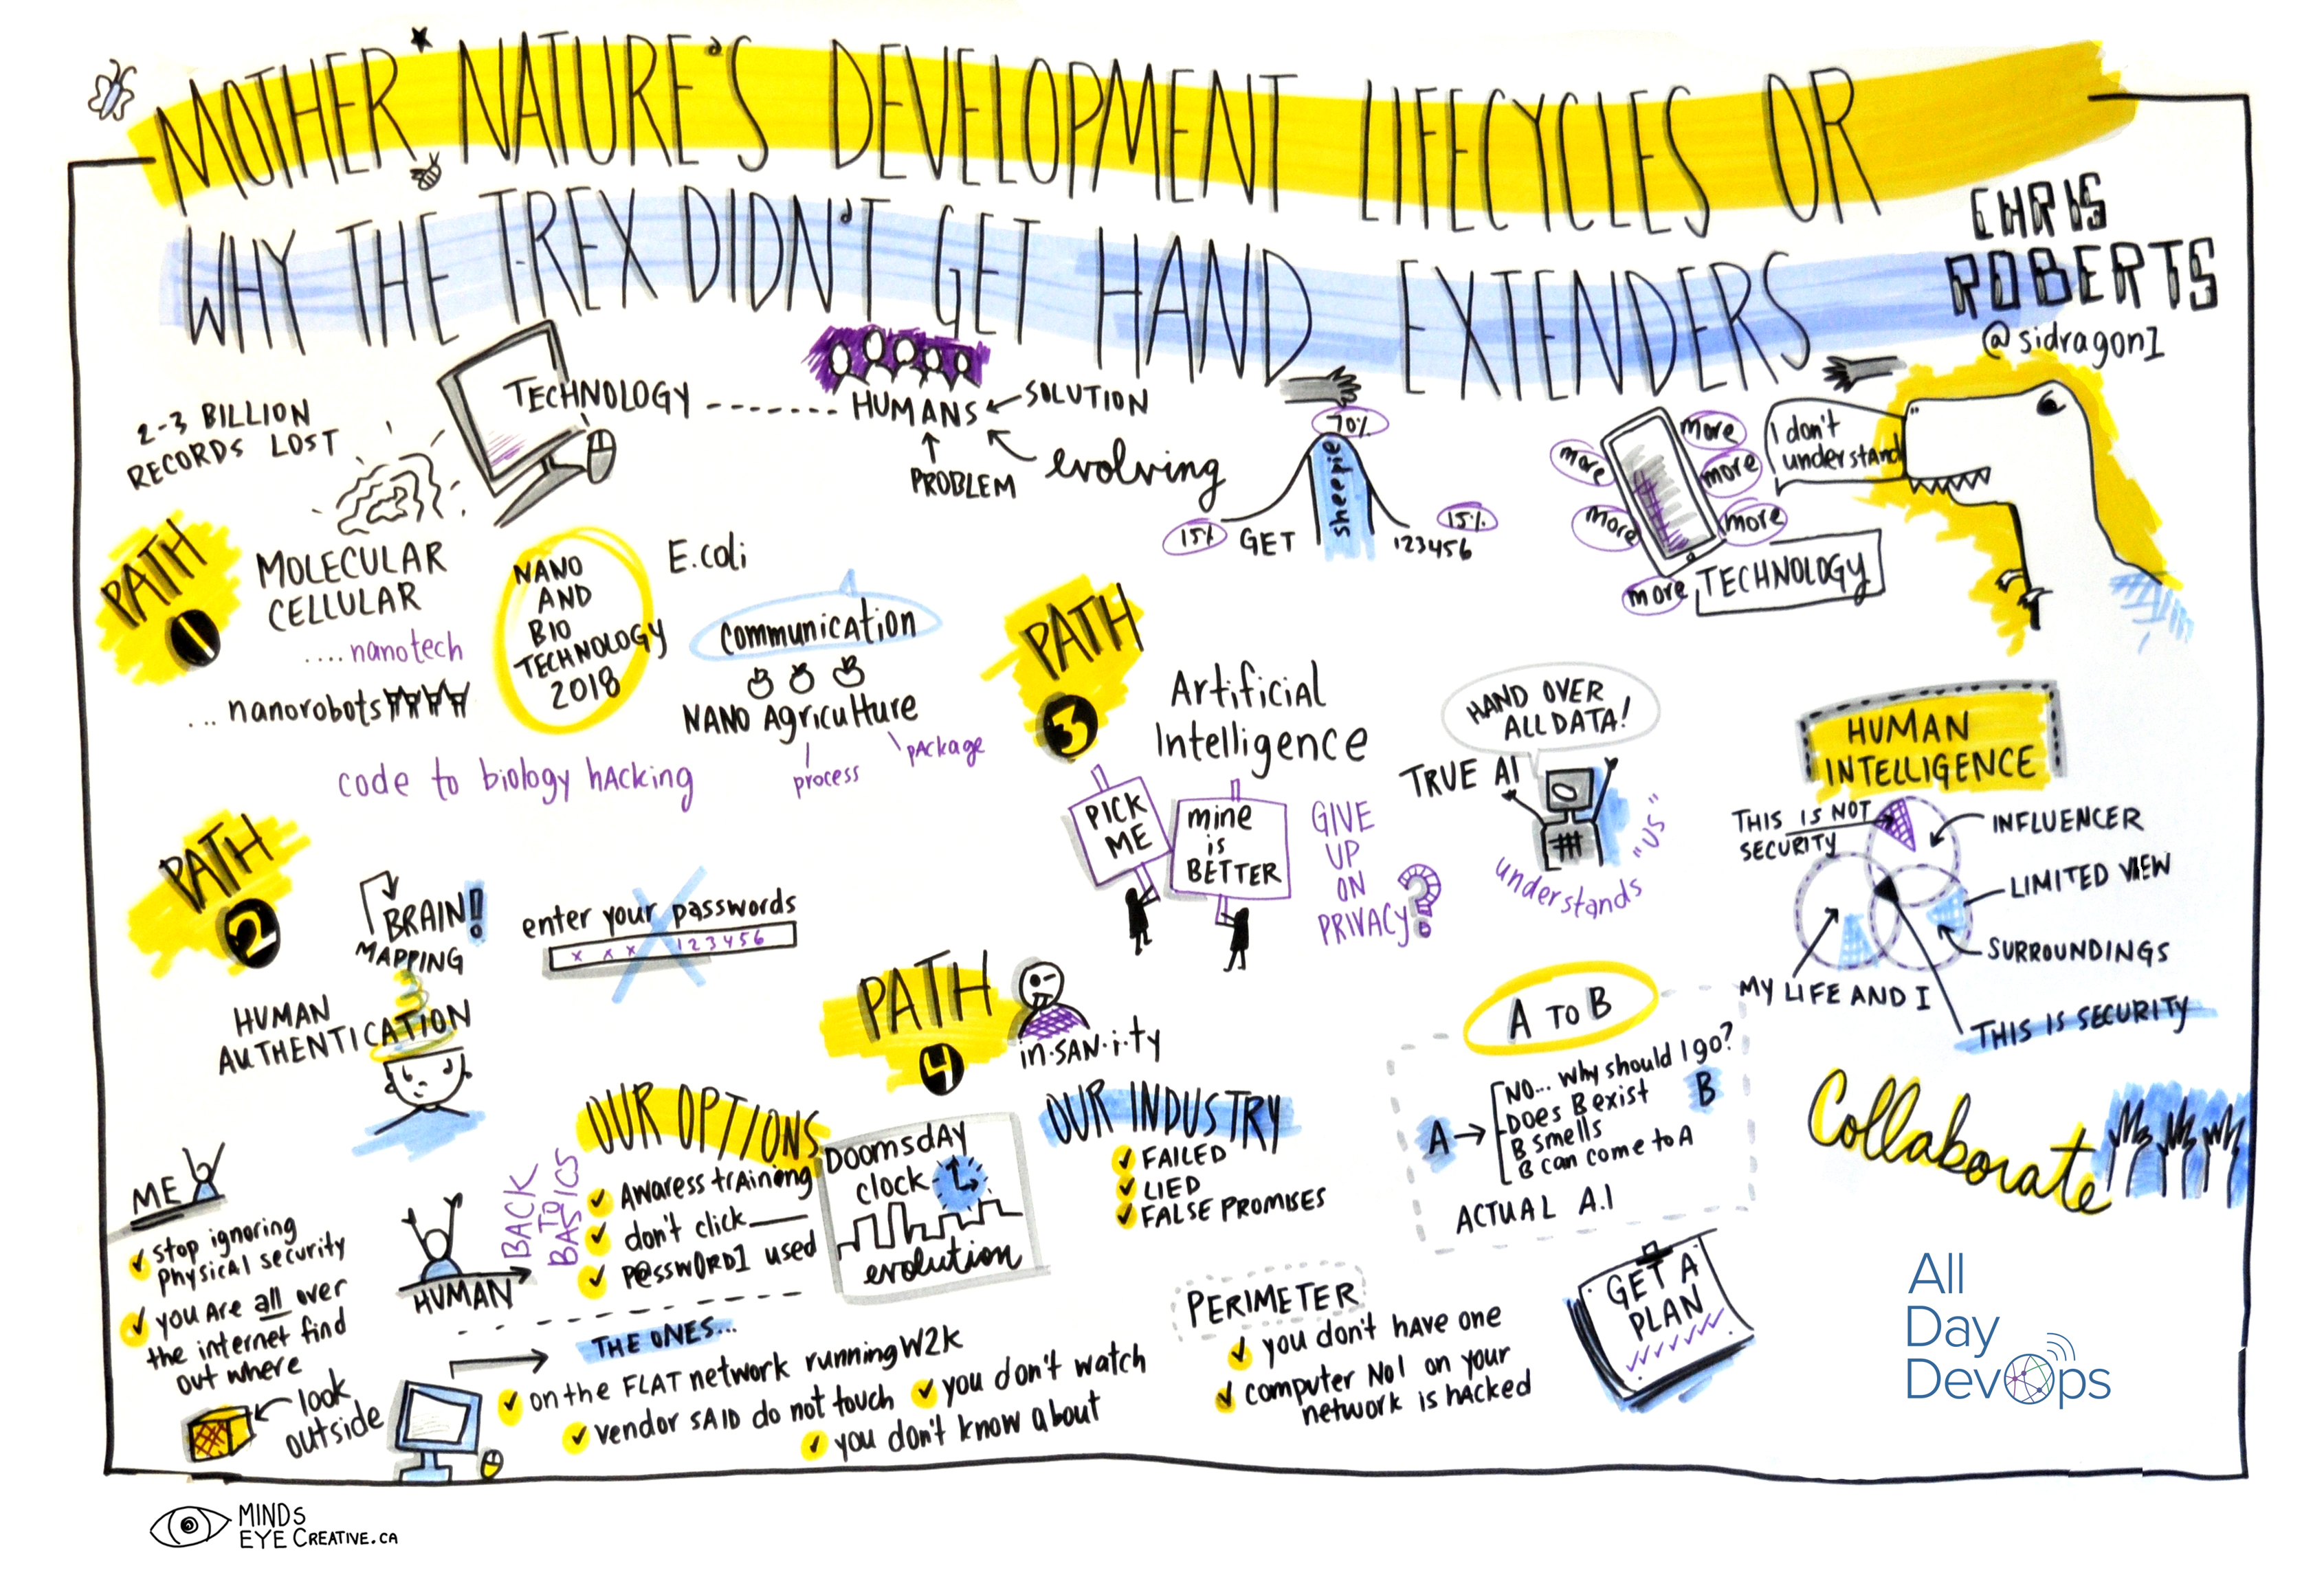 MOTHER NATURE'S DEVELOPMENT LIFECYCLES OR
WHY THE T-REX DIDN'T GET HAND EXTENDERS
CHRIS
ROBERTS
@sidragon1
2-3 BILLION
RECORDS LOST
TECHNOLOGY
HUMANS
SOLUTION
PROBLEM
evolving
70%
sheepie
15%
GET
15%
123456
more
more
more
more
more
more
TECHNOLOGY
I don't
understand
PATH
1
MOLECULAR
CELLULAR
....nanotech
... nanorobots
NANO
AND
BIO
TECHNOLOGY
2018
E.coli
communication
NANO Agriculture
process
package
code to biology hacking
PATH
2
BRAIN!
MAPPING
enter your passwords
x x x 123456
HUMAN
AUTHENTICATION
PATH
3
Artificial
Intelligence
PICK
ME
mine
is
BETTER
GIVE
UP
ON
PRIVACY?
HAND OVER
ALL DATA!
TRUE AI
understands "US"
HUMAN
INTELLIGENCE
THIS IS NOT
SECURITY
INFLUENCER
LIMITED VIEW
SURROUNDINGS
MY LIFE AND I
THIS IS SECURITY
PATH
4
in·SAN·i·ty
OUR OPTIONS
Awaress training
don't click
P@SSWORD1 used
BACK
TO
BASICS
Doomsday
clock
evolution
OUR INDUSTRY
FAILED
LIED
FALSE PROMISES
A TO B
A
NO... why should I go?
Does B exist
B smells
B can come to A
B
ACTUAL A.I
Collaborate
ME
stop ignoring
physical security
you are all over
the internet find
out where
look
outside
HUMAN
THE ONES...
on the FLAT network running W2K
vendor SAID do not touch
you don't watch
you don't know about
PERIMETER
you don't have one
computer No1 on your
network is hacked
GET A
PLAN
All
Day
DevOps
MINDS
EYE CREATIVE.CA